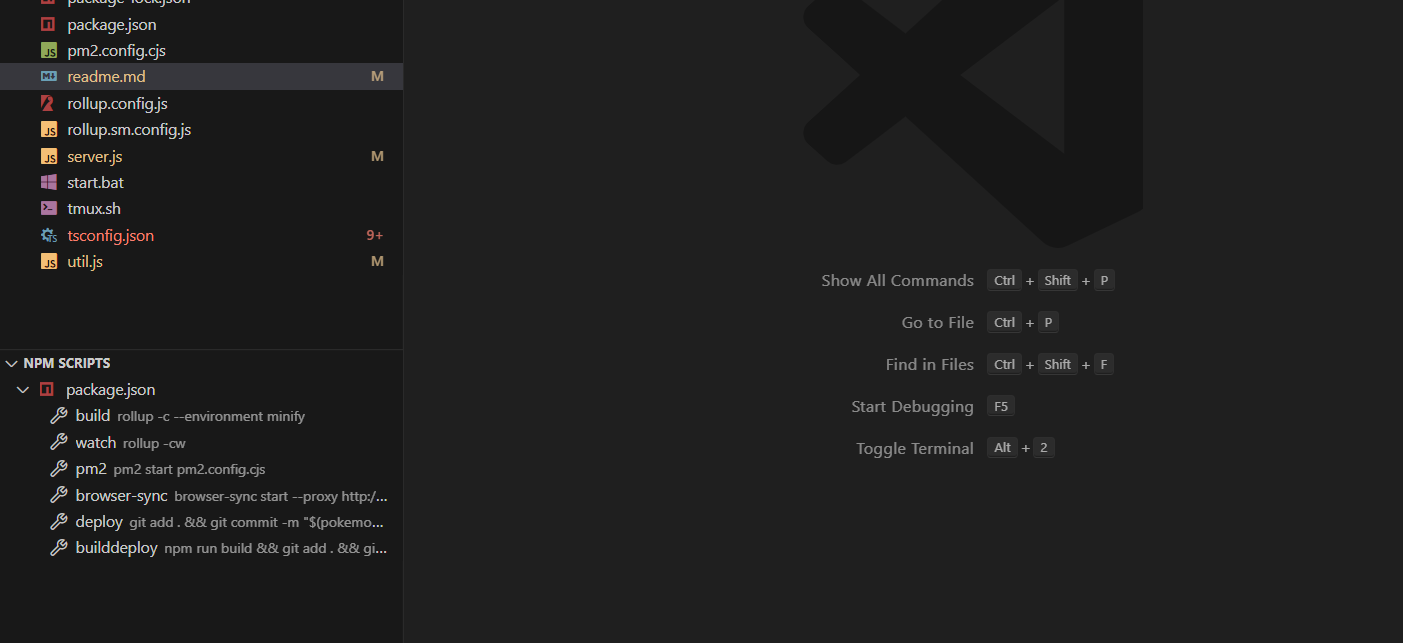 package-lock.json
package.json
pm2.config.cjs
readme.md M
rollup.config.js
rollup.sm.config.js
server.js M
start.bat
tmux.sh
tsconfig.json 9+
util.js M
NPM SCRIPTS
package.json
build rollup -c --environment minify
watch rollup -cw
pm2 pm2 start pm2.config.cjs
browser-sync browser-sync start --proxy http:/...
deploy git add . && git commit -m "$(pokemo...
builddeploy npm run build && git add . && gi...
Show All Commands Ctrl + Shift + P
Go to File Ctrl + P
Find in Files Ctrl + Shift + F
Start Debugging F5
Toggle Terminal Alt + 2